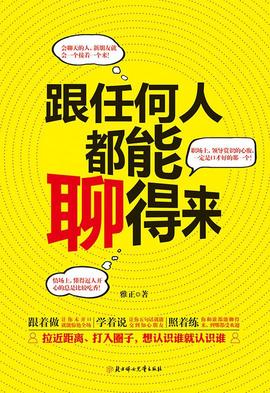 会聊天的人，新朋友就
会一个接着一个来！
跟任何人
都能
聊得来
职场上，领导赏识的心腹，
一定是口才好的那一个！
情场上，懂得逗人开
心的总是比较吃香！
雅正◎著
跟着做
学着说
照着练
拉近距离、打入圈子，想认识谁就认识谁